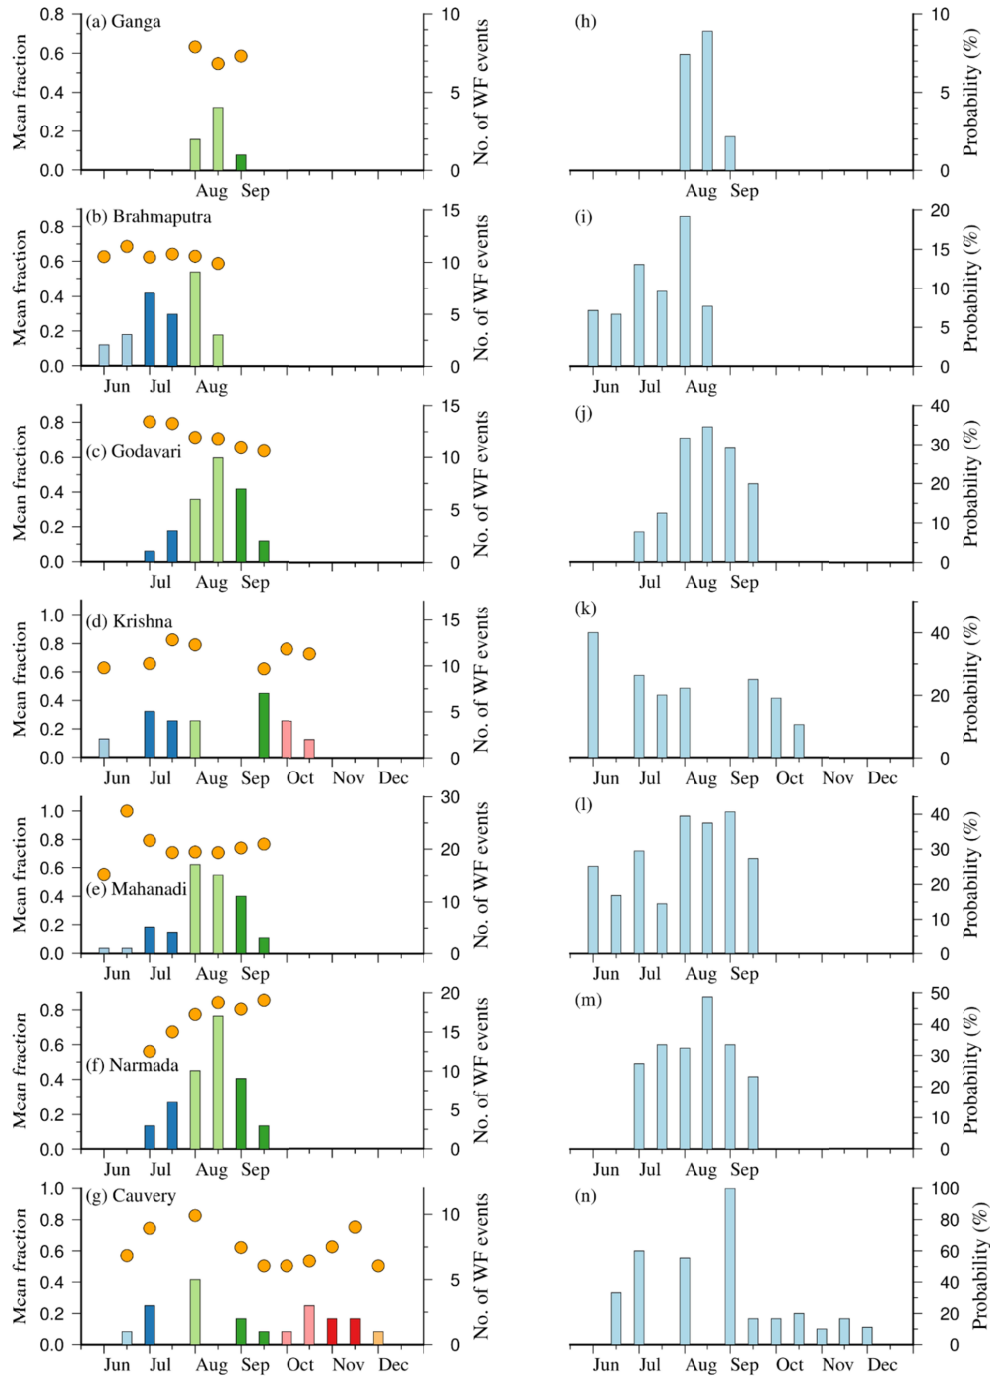 (a) Ganga
Mean fraction
0.8
0.6
0.4
0.2
0.0
10
5
0
No. of WF events
Aug Sep
(h)
10
5
0
Probability (%)
Aug Sep
(b) Brahmaputra
Mean fraction
0.8
0.6
0.4
0.2
0.0
15
10
5
0
No. of WF events
Jun Jul Aug
(i)
20
15
10
5
0
Probability (%)
Jun Jul Aug
(c) Godavari
Mean fraction
0.8
0.6
0.4
0.2
0.0
15
10
5
0
No. of WF events
Jul Aug Sep
(j)
40
30
20
10
0
Probability (%)
Jul Aug Sep
(d) Krishna
Mean fraction
1.0
0.8
0.6
0.4
0.2
0.0
15
10
5
0
No. of WF events
Jun Jul Aug Sep Oct Nov Dec
(k)
40
20
0
Probability (%)
Jun Jul Aug Sep Oct Nov Dec
(e) Mahanadi
Mean fraction
1.0
0.8
0.6
0.4
0.2
0.0
30
20
10
0
No. of WF events
Jun Jul Aug Sep
(l)
40
30
20
10
0
Probability (%)
Jun Jul Aug Sep
(f) Narmada
Mean fraction
0.8
0.6
0.4
0.2
0.0
20
15
10
5
0
No. of WF events
Jun Jul Aug Sep
(m)
50
40
30
20
10
0
Probability (%)
Jun Jul Aug Sep
(g) Cauvery
Mean fraction
1.0
0.8
0.6
0.4
0.2
0.0
10
5
0
No. of WF events
Jun Jul Aug Sep Oct Nov Dec
(n)
100
80
60
40
20
0
Probability (%)
Jun Jul Aug Sep Oct Nov Dec